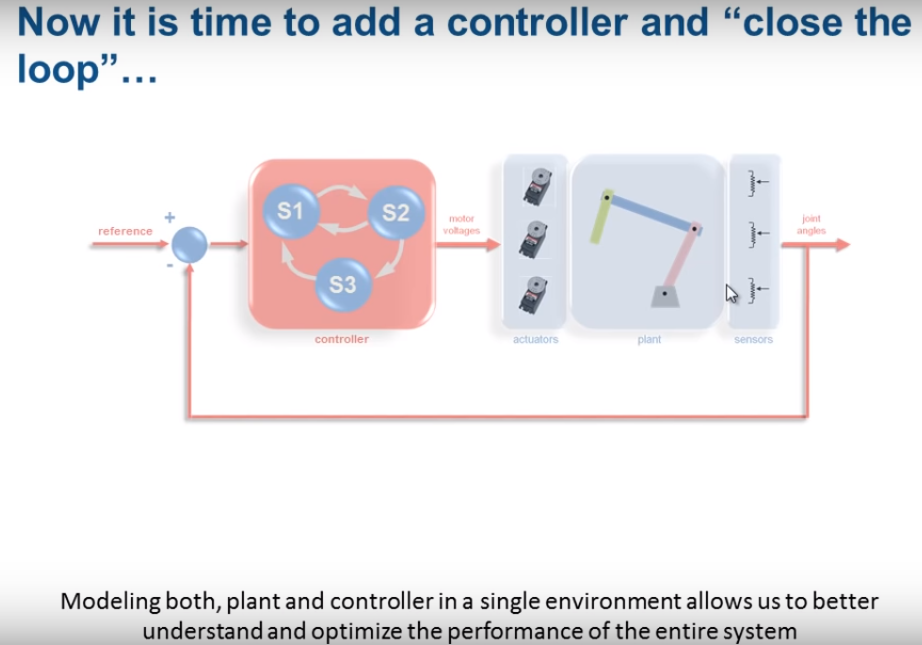 Now it is time to add a controller and “close the
loop”…
+
reference
-
S1
S2
S3
motor
voltages
joint
angles
controller
actuators
plant
sensors
Modeling both, plant and controller in a single environment allows us to better
understand and optimize the performance of the entire system